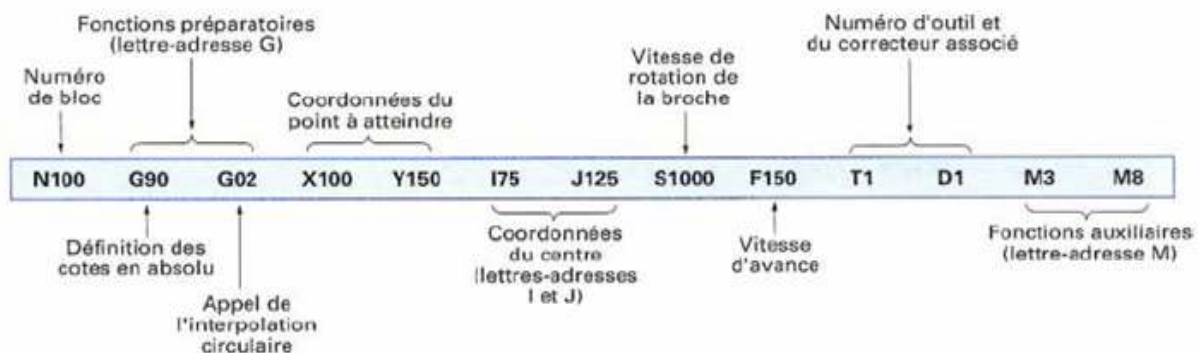 Fonctions préparatoires
(lettre-adresse G)
Numéro
de bloc
Coordonnées du
point à atteindre
Vitesse de
rotation de
la broche
Numéro d'outil et
du correcteur associé
N100 G90 G02 X100 Y150 I75 J125 S1000 F150 T1 D1 M3 M8
Définition des
cotes en absolu
Appel de
l'interpolation
circulaire
Coordonnées
du centre
(lettres-adresses
I et J)
Vitesse
d'avance
Fonctions auxiliaires
(lettre-adresse M)